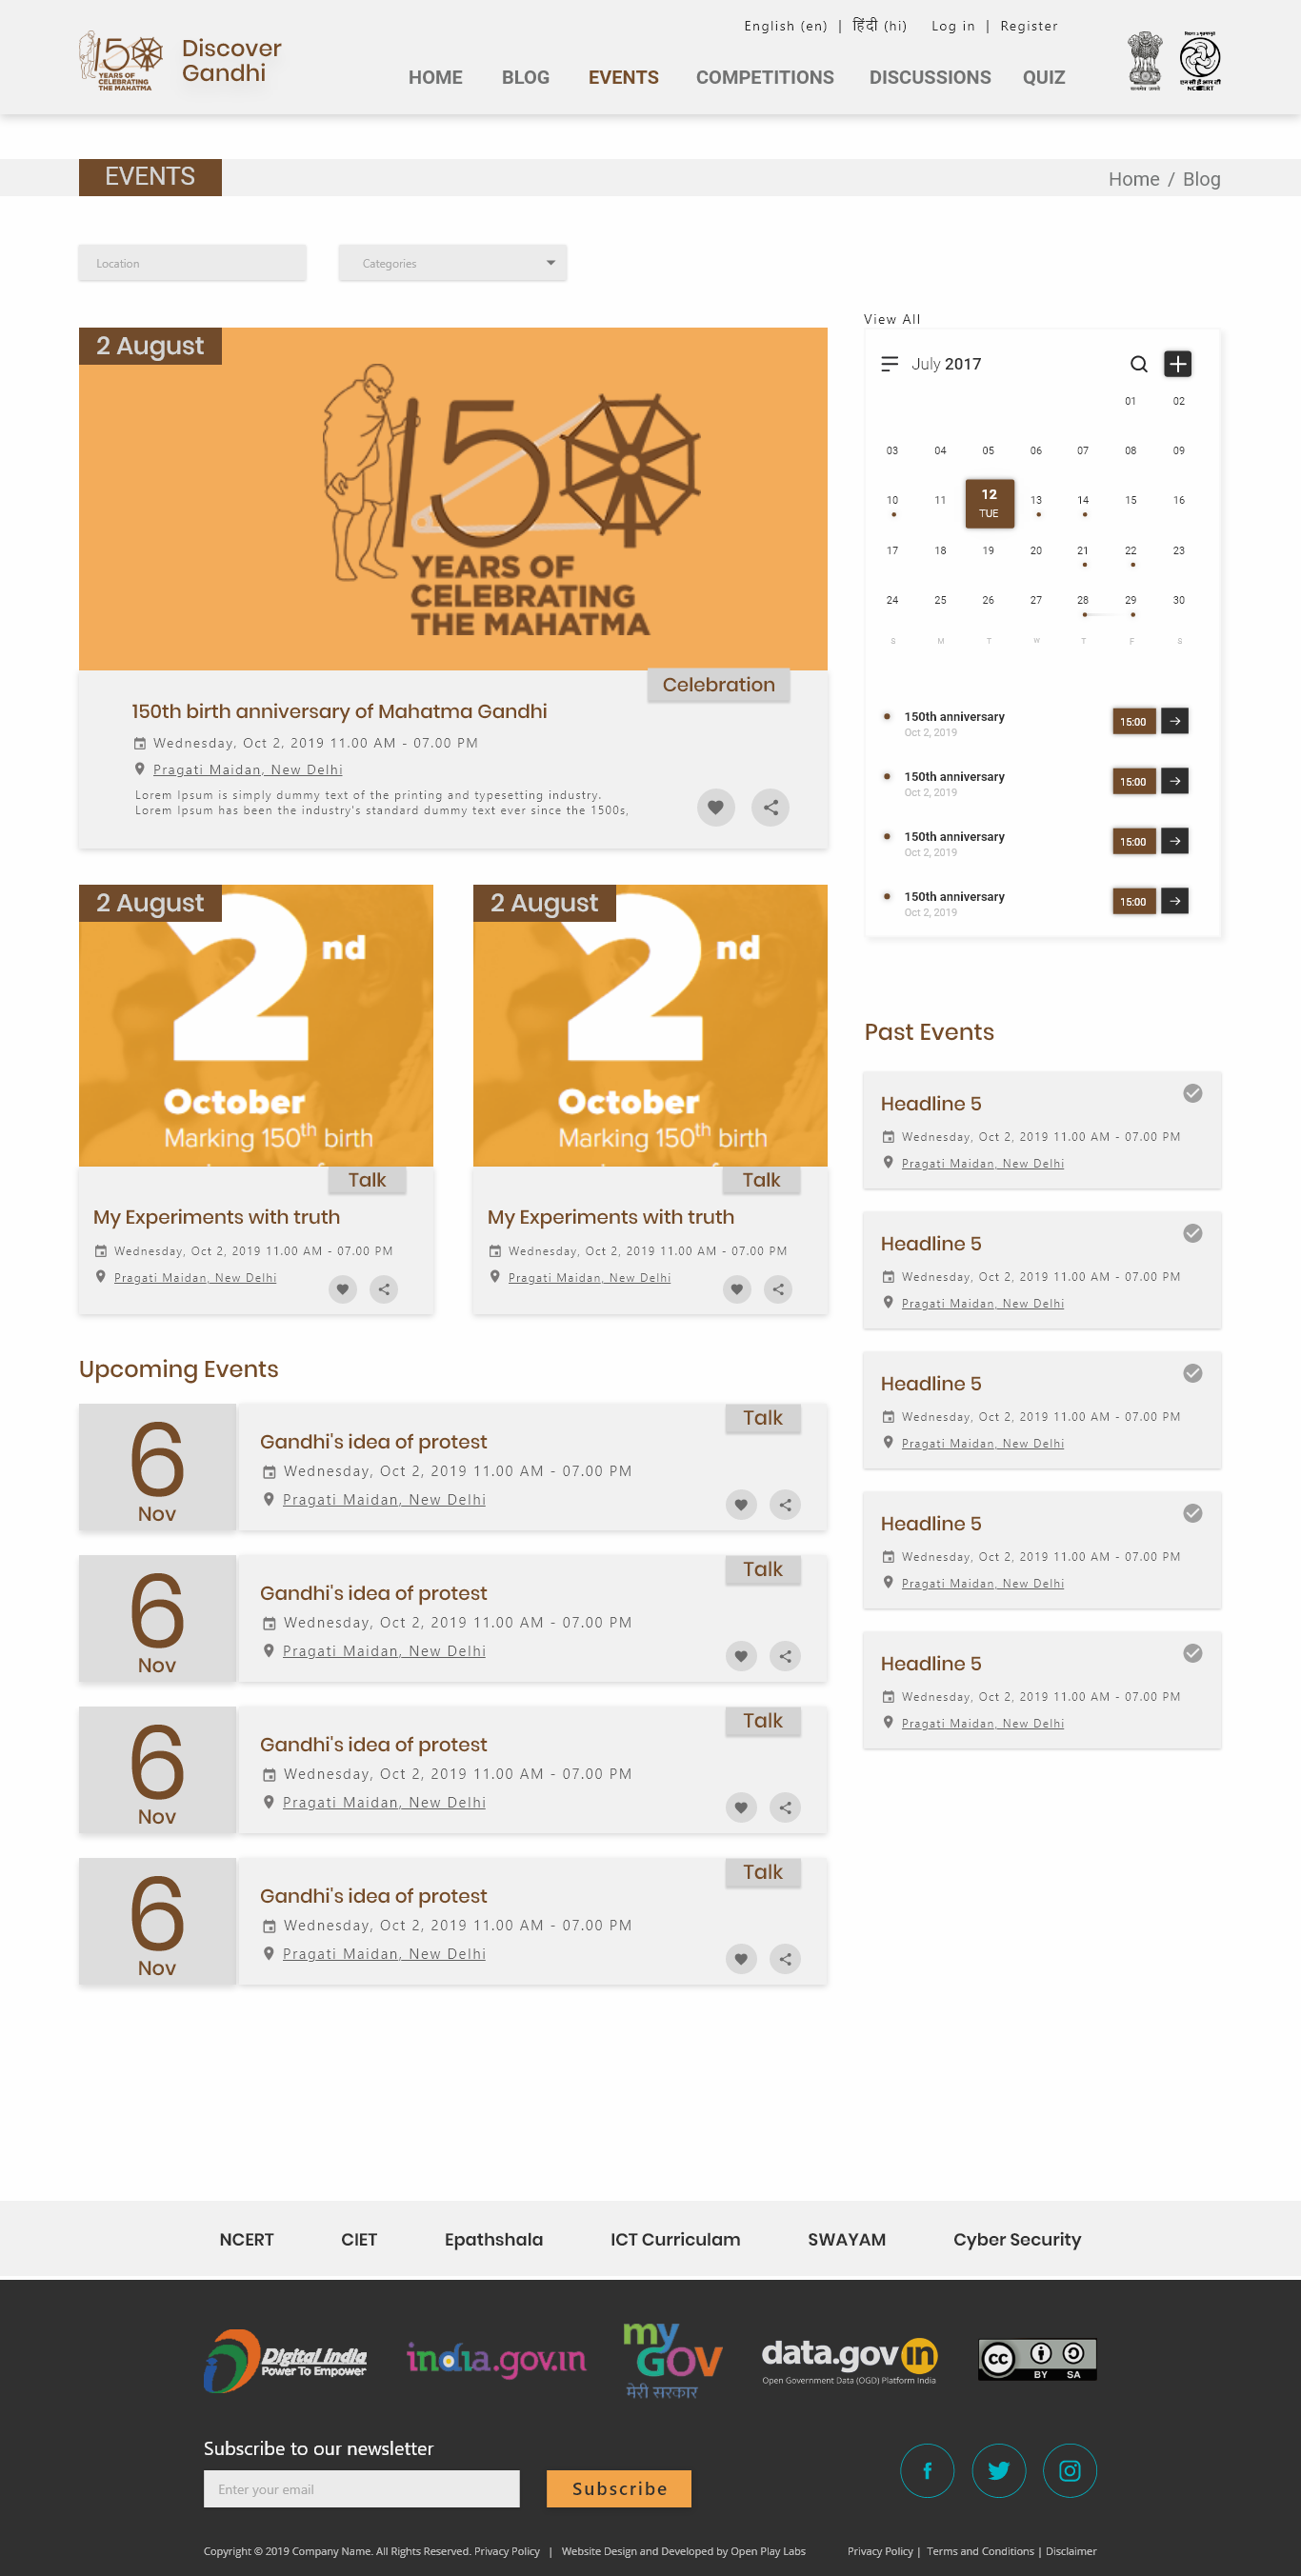 English (en) | हिंदी (hi) Log in | Register
150
YEARS OF
CELEBRATING
THE MAHATMA
Discover
Gandhi
HOME BLOG EVENTS COMPETITIONS DISCUSSIONS QUIZ
सत्यमेव जयते
एन सी ई आर टी
NCERT
EVENTS
Home / Blog
Location
Categories
2 August
150
YEARS OF
CELEBRATING
THE MAHATMA
Celebration
150th birth anniversary of Mahatma Gandhi
Wednesday, Oct 2, 2019 11.00 AM - 07.00 PM
Pragati Maidan, New Delhi
Lorem Ipsum is simply dummy text of the printing and typesetting industry.
Lorem Ipsum has been the industry's standard dummy text ever since the 1500s,
2 August
2nd
October
Marking 150th birth
Talk
My Experiments with truth
Wednesday, Oct 2, 2019 11.00 AM - 07.00 PM
Pragati Maidan, New Delhi
2 August
2nd
October
Marking 150th birth
Talk
My Experiments with truth
Wednesday, Oct 2, 2019 11.00 AM - 07.00 PM
Pragati Maidan, New Delhi
Upcoming Events
6
Nov
Talk
Gandhi's idea of protest
Wednesday, Oct 2, 2019 11.00 AM - 07.00 PM
Pragati Maidan, New Delhi
6
Nov
Talk
Gandhi's idea of protest
Wednesday, Oct 2, 2019 11.00 AM - 07.00 PM
Pragati Maidan, New Delhi
6
Nov
Talk
Gandhi's idea of protest
Wednesday, Oct 2, 2019 11.00 AM - 07.00 PM
Pragati Maidan, New Delhi
6
Nov
Talk
Gandhi's idea of protest
Wednesday, Oct 2, 2019 11.00 AM - 07.00 PM
Pragati Maidan, New Delhi
View All
July 2017
01 02
03 04 05 06 07 08 09
10 11 12 13 14 15 16
TUE
17 18 19 20 21 22 23
24 25 26 27 28 29 30
S M T W T F S
150th anniversary 15:00
Oct 2, 2019
150th anniversary 15:00
Oct 2, 2019
150th anniversary 15:00
Oct 2, 2019
150th anniversary 15:00
Oct 2, 2019
Past Events
Headline 5
Wednesday, Oct 2, 2019 11.00 AM - 07.00 PM
Pragati Maidan, New Delhi
Headline 5
Wednesday, Oct 2, 2019 11.00 AM - 07.00 PM
Pragati Maidan, New Delhi
Headline 5
Wednesday, Oct 2, 2019 11.00 AM - 07.00 PM
Pragati Maidan, New Delhi
Headline 5
Wednesday, Oct 2, 2019 11.00 AM - 07.00 PM
Pragati Maidan, New Delhi
Headline 5
Wednesday, Oct 2, 2019 11.00 AM - 07.00 PM
Pragati Maidan, New Delhi
NCERT CIET Epathshala ICT Curriculam SWAYAM Cyber Security
Digital India
Power To Empower
india.gov.in
my
GOV
मेरी सरकार
data.gov in
Open Government Data (OGD) Platform India
cc BY SA
Subscribe to our newsletter
Enter your email
Subscribe
Copyright © 2019 Company Name. All Rights Reserved. Privacy Policy | Website Design and Developed by Open Play Labs Privacy Policy | Terms and Conditions | Disclaimer